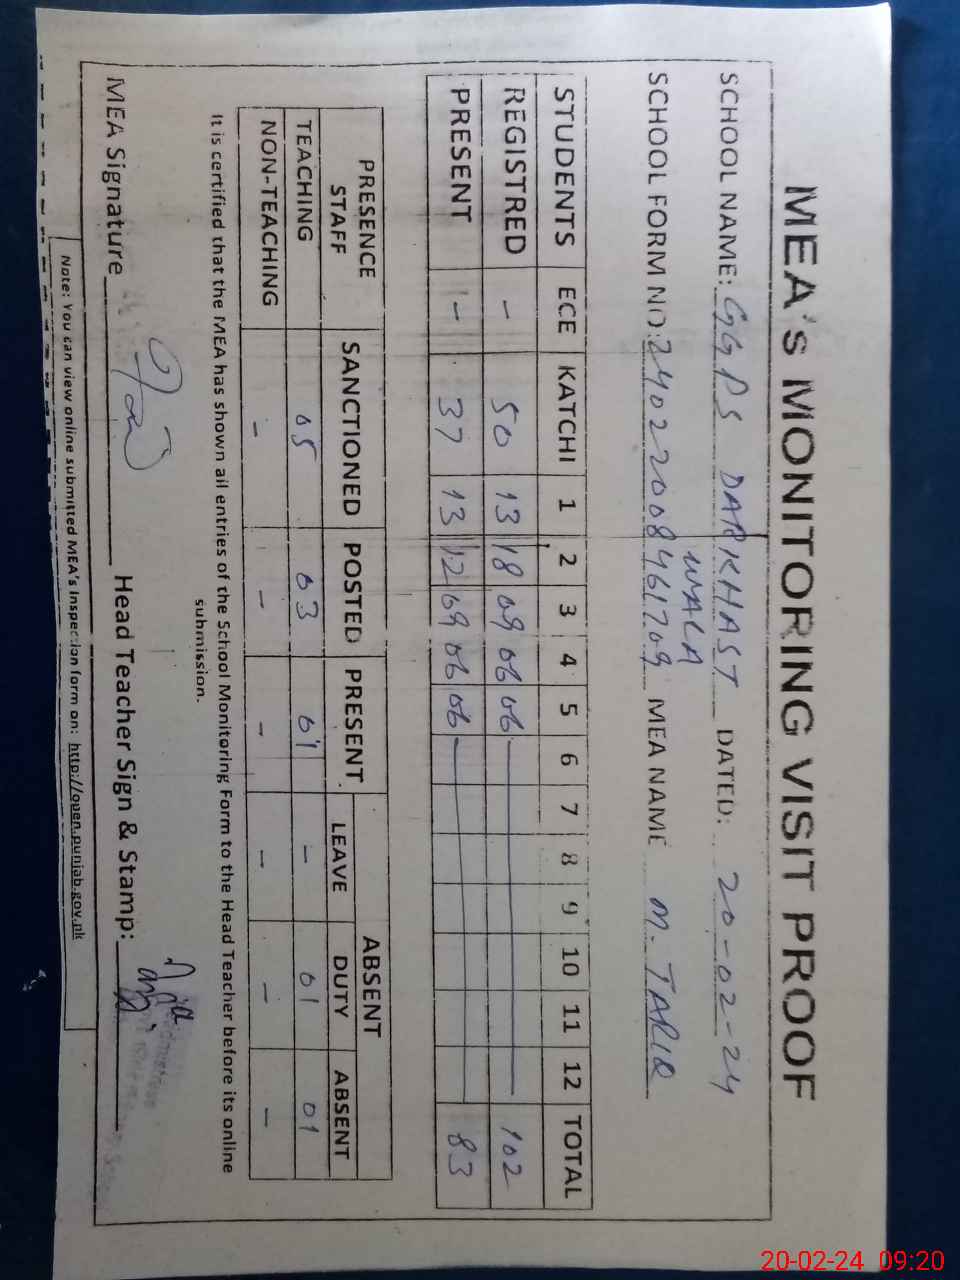 MEA's MONITORING VISIT PROOF
SCHOOL NAME: GGPS DARKHAST WALA DATED: 20-02-24
SCHOOL FORM NO: 24022008461709 MEA NAME M. TARIQ
STUDENTS ECE KATCHI 1 2 3 4 5 6 7 8 9 10 11 12 TOTAL
REGISTRED - 50 13 18 09 06 06 102
PRESENT - 37 13 12 09 06 06 83
PRESENCE STAFF SANCTIONED POSTED PRESENT ABSENT
LEAVE DUTY ABSENT
TEACHING 05 03 01 - 01 01
NON-TEACHING - - - - - -
It is certified that the MEA has shown all entries of the School Monitoring Form to the Head Teacher before its online
submission.
MEA Signature Head Teacher Sign & Stamp:
Note: You can view online submitted MEA's Inspection form on: http://open.punjab.gov.pk
20-02-24 09:20